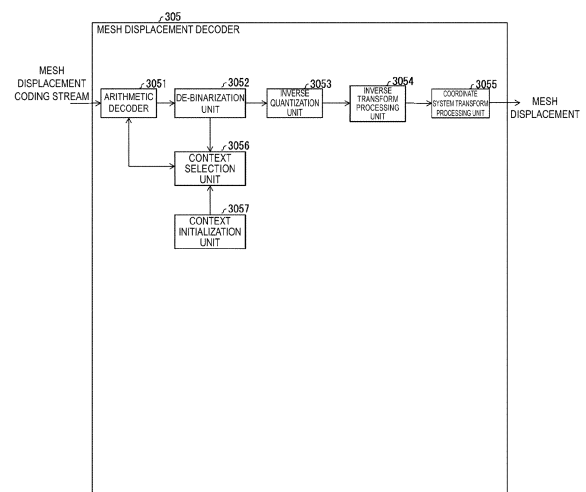 305
MESH DISPLACEMENT DECODER
MESH
DISPLACEMENT
CODING STREAM
3051
ARITHMETIC
DECODER
3052
DE-BINARIZATION
UNIT
3053
INVERSE
QUANTIZATION
UNIT
3054
INVERSE
TRANSFORM
PROCESSING
UNIT
3055
COORDINATE
SYSTEM TRANSFORM
PROCESSING UNIT
MESH
DISPLACEMENT
3056
CONTEXT
SELECTION
UNIT
3057
CONTEXT
INITIALIZATION
UNIT